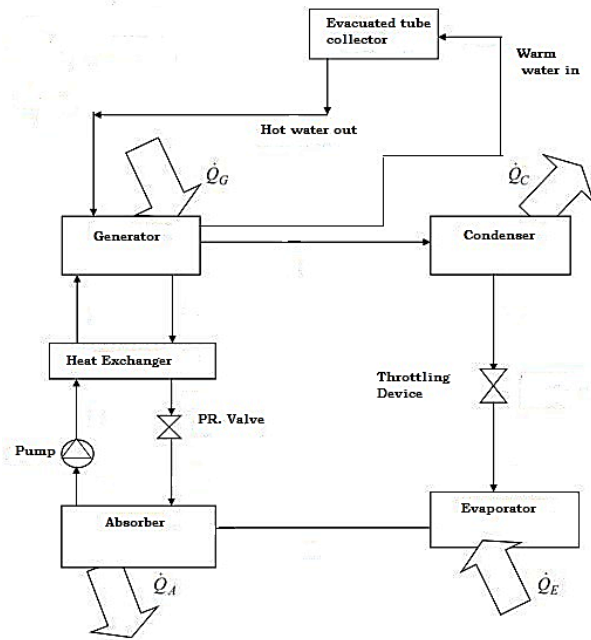 Evacuated tube
collector
Warm
water in
Hot water out
Q̇G
Q̇C
Generator
Condenser
Heat Exchanger
Throttling
Device
PR. Valve
Pump
Absorber
Evaporator
Q̇A
Q̇E